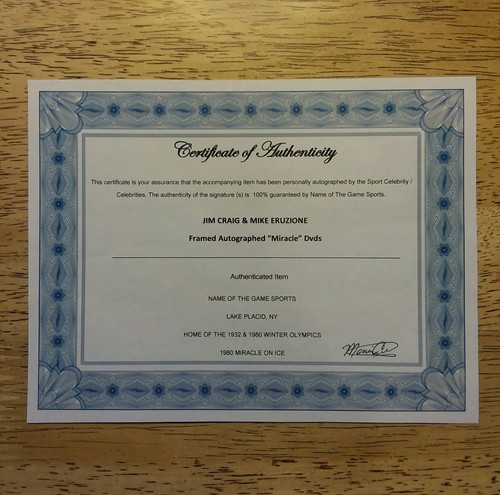 Certificate of Authenticity
This certificate is your assurance that the accompanying item has been personally autographed by the Sport Celebrity /
Celebrities. The authenticity of the signature (s) is 100% guaranteed by Name of The Game Sports.
JIM CRAIG & MIKE ERUZIONE
Framed Autographed "Miracle" Dvds
Authenticated Item
NAME OF THE GAME SPORTS
LAKE PLACID, NY
HOME OF THE 1932 & 1980 WINTER OLYMPICS
1980 MIRACLE ON ICE